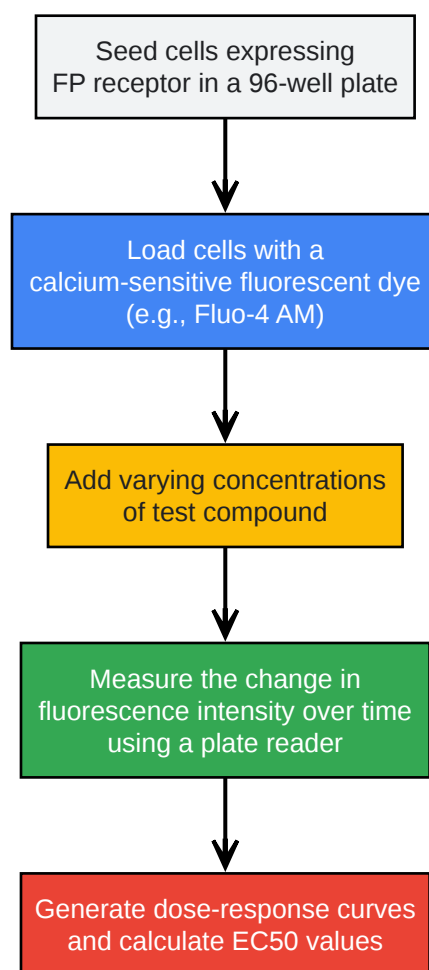 Seed cells expressing
FP receptor in a 96-well plate
Load cells with a
calcium-sensitive fluorescent dye
(e.g., Fluo-4 AM)
Add varying concentrations
of test compound
Measure the change in
fluorescence intensity over time
using a plate reader
Generate dose-response curves
and calculate EC50 values